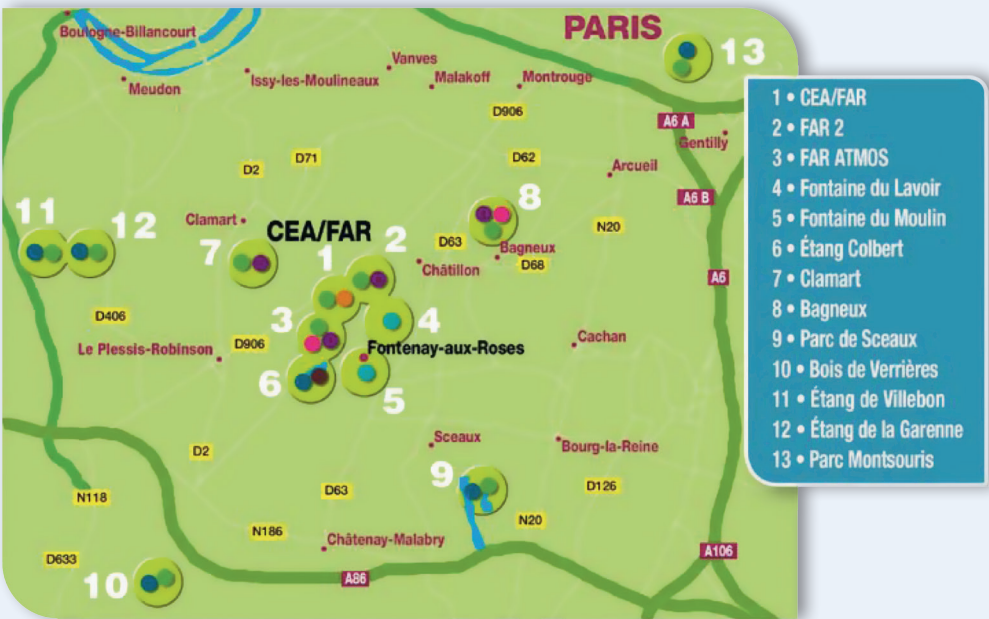 PARIS
Boulogne-Billancourt
13
Vanves
Issy-les-Moulineaux
Malakoff
Montrouge
Meudon
D906
A6 A
Gentilly
D71
D62
D2
Arcueil
A6 B
11
12
Clamart
CEA/FAR
8
N20
7
1
2
D63
Bagneux
Châtillon
D68
A6
D406
3
4
Le Plessis-Robinson
D906
Fontenay-aux-Roses
Cachan
6
5
D2
Sceaux
Bourg-la-Reine
9
N118
D63
D126
N186
N20
Châtenay-Malabry
D633
A106
10
A86
1 • CEA/FAR
2 • FAR 2
3 • FAR ATMOS
4 • Fontaine du Lavoir
5 • Fontaine du Moulin
6 • Étang Colbert
7 • Clamart
8 • Bagneux
9 • Parc de Sceaux
10 • Bois de Verrières
11 • Étang de Villebon
12 • Étang de la Garenne
13 • Parc Montsouris